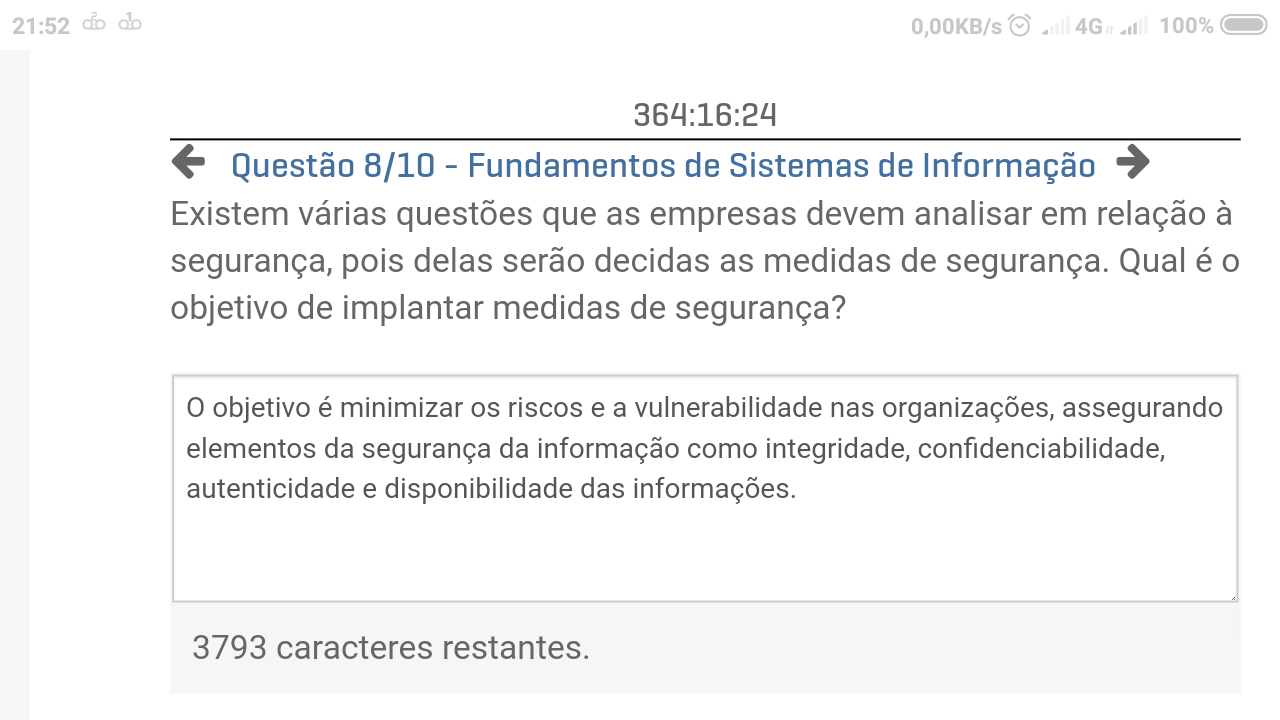 21:52 0,00KB/s 4G 100%
364:16:24
Questão 8/10 - Fundamentos de Sistemas de Informação
Existem várias questões que as empresas devem analisar em relação à
segurança, pois delas serão decidas as medidas de segurança. Qual é o
objetivo de implantar medidas de segurança?
O objetivo é minimizar os riscos e a vulnerabilidade nas organizações, assegurando
elementos da segurança da informação como integridade, confidenciabilidade,
autenticidade e disponibilidade das informações.
3793 caracteres restantes.